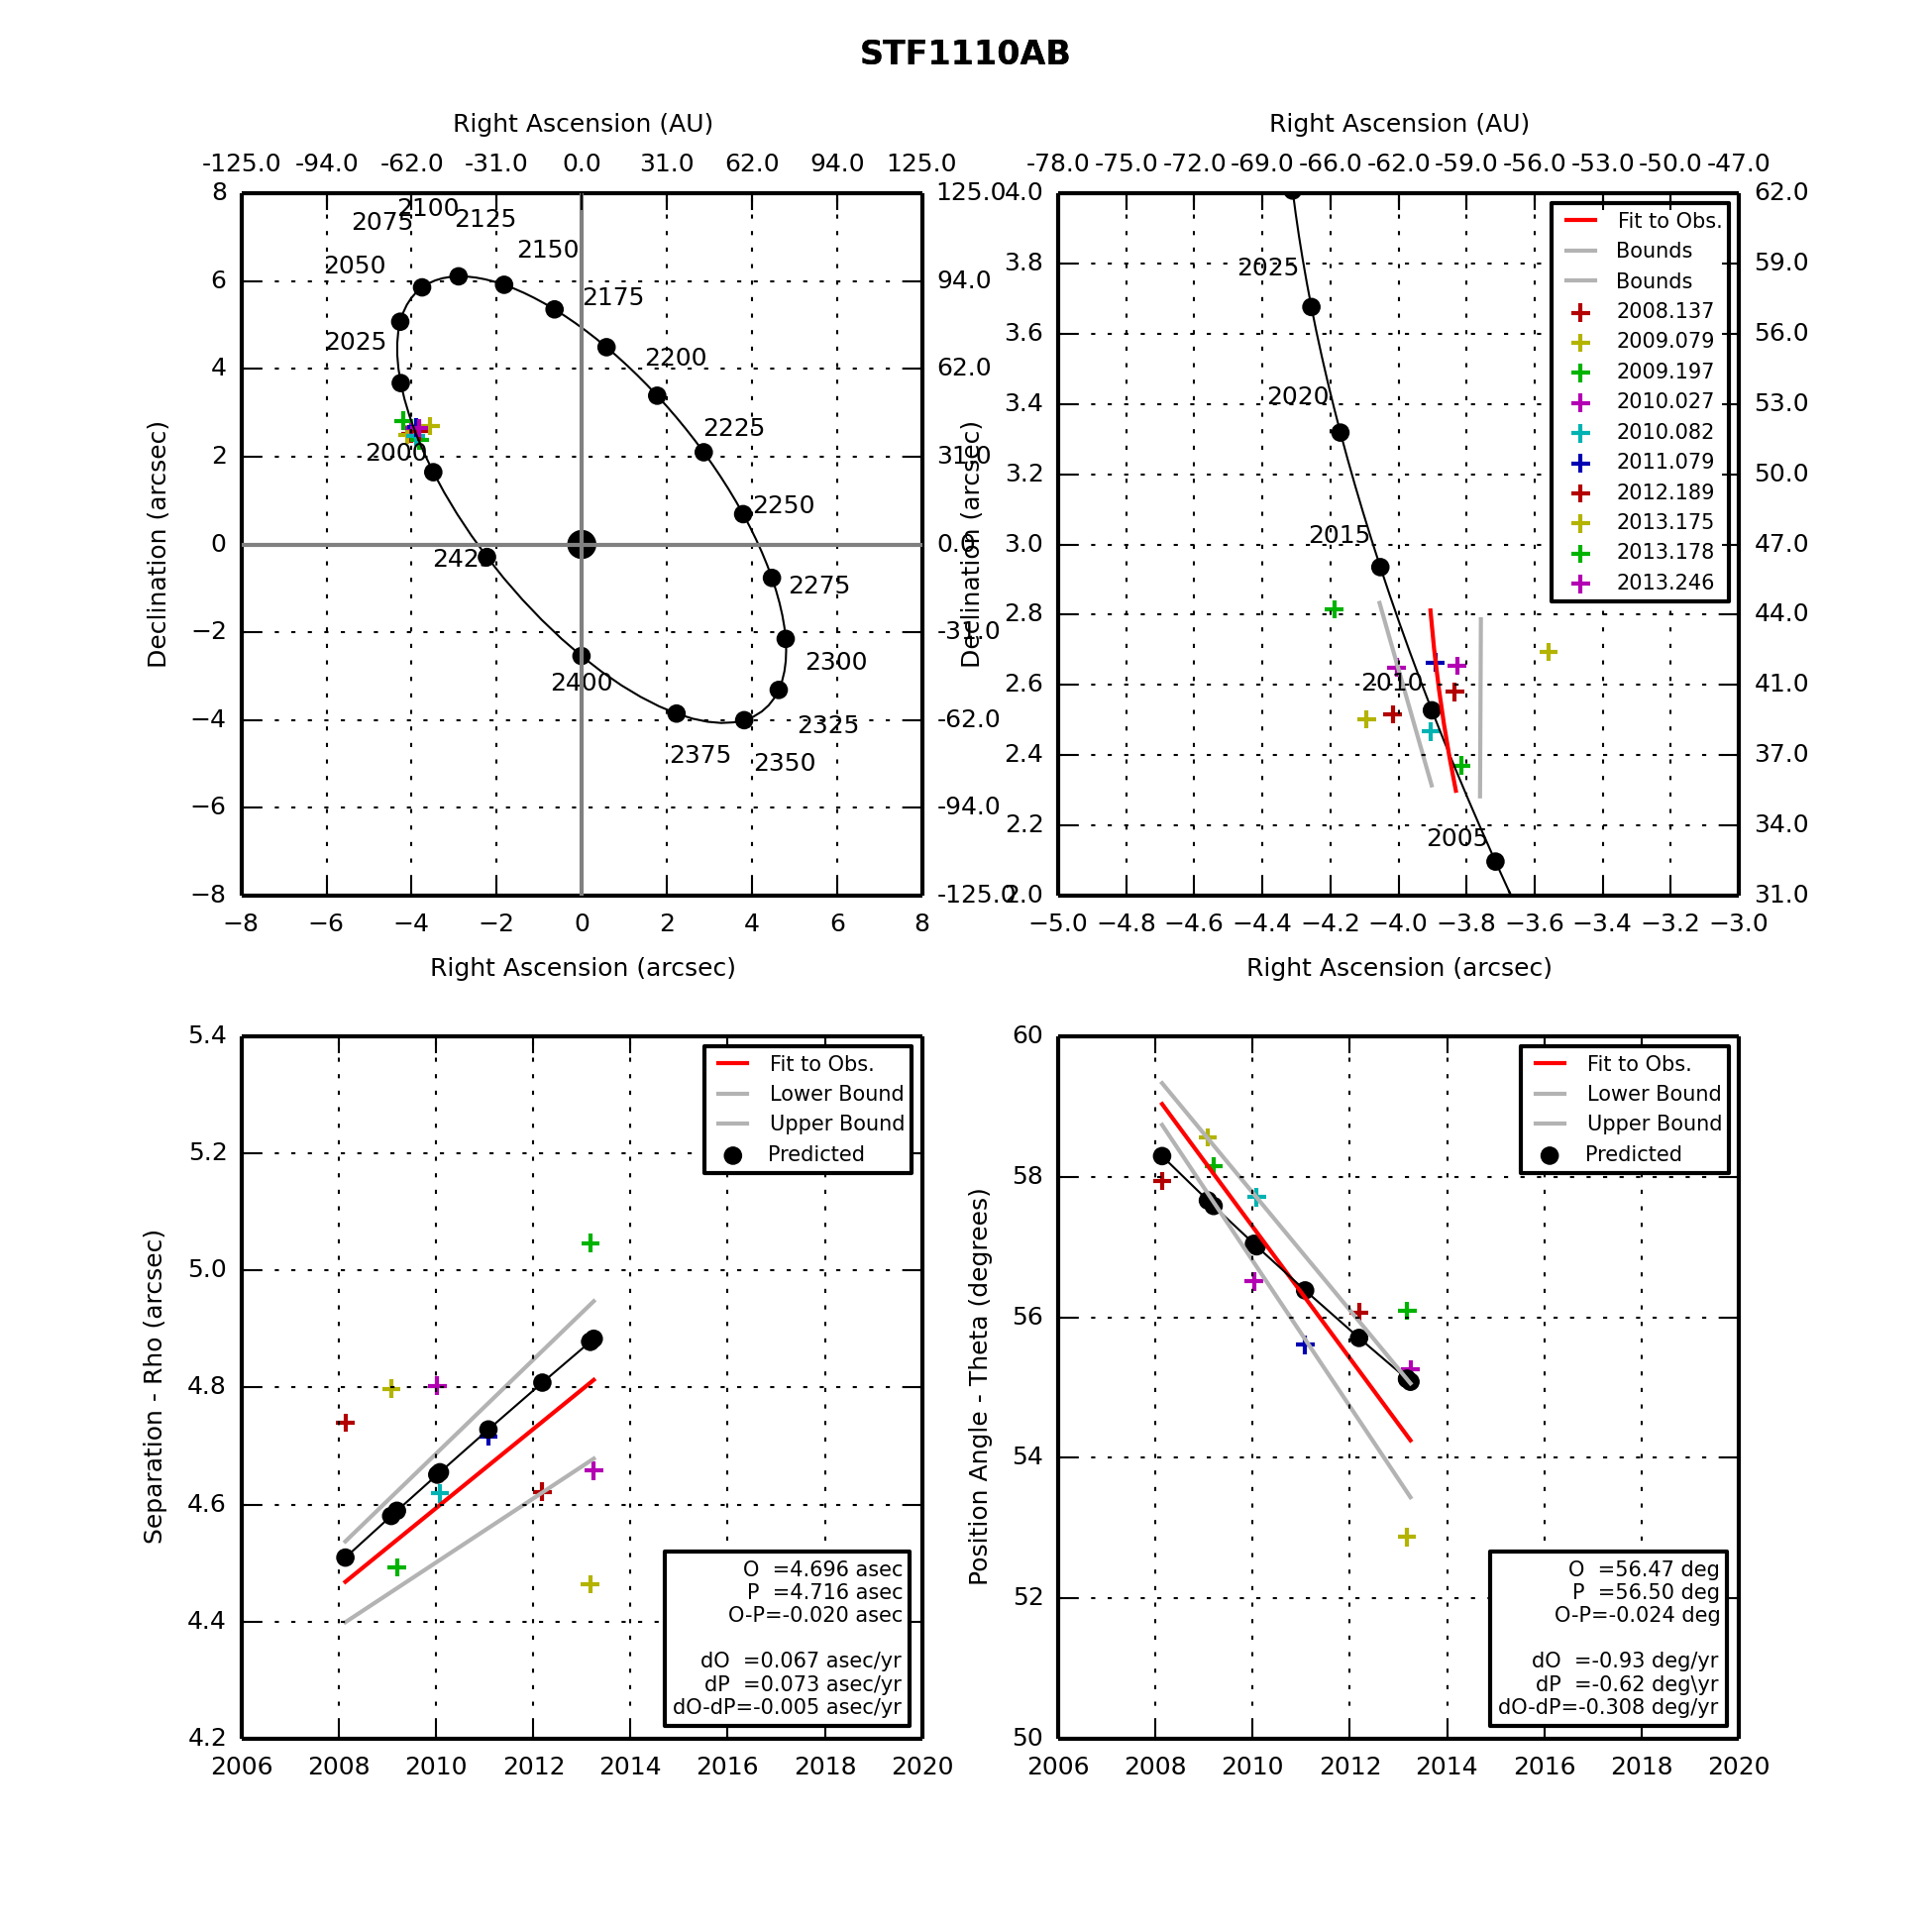 STF1110AB
Right Ascension (AU)
-125.0 -94.0 -62.0 -31.0 0.0 31.0 62.0 94.0 125.0
8 6 4 2 0 −2 −4 −6 −8
Declination (arcsec)
2075 2100 2125
2150
2050
2175
2025
2200
2225
2000
2250
2275
2300
2400
2325
2375 2350
125.0 94.0 62.0 31.0 0.0 -31.0 -62.0 -94.0 -125.0
−8 −6 −4 −2 0 2 4 6 8
Right Ascension (arcsec)
Right Ascension (AU)
-78.0 -75.0 -72.0 -69.0 -66.0 -62.0 -59.0 -56.0 -53.0 -50.0 -47.0
4.0 3.8 3.6 3.4 3.2 3.0 2.8 2.6 2.4 2.2 2.0
Declination (arcsec)
2025
2020
2015
2010
2005
Fit to Obs.
Bounds
Bounds
2008.137
2009.079
2009.197
2010.027
2010.082
2011.079
2012.189
2013.175
2013.178
2013.246
62.0 59.0 56.0 53.0 50.0 47.0 44.0 41.0 37.0 34.0 31.0
−5.0 −4.8 −4.6 −4.4 −4.2 −4.0 −3.8 −3.6 −3.4 −3.2 −3.0
Right Ascension (arcsec)
5.4 5.2 5.0 4.8 4.6 4.4 4.2
Separation - Rho (arcsec)
Fit to Obs.
Lower Bound
Upper Bound
Predicted
O =4.696 asec
P =4.716 asec
O-P=-0.020 asec
dO =0.067 asec/yr
dP =0.073 asec/yr
dO-dP=-0.005 asec/yr
2006 2008 2010 2012 2014 2016 2018 2020
60 58 56 54 52 50
Position Angle - Theta (degrees)
Fit to Obs.
Lower Bound
Upper Bound
Predicted
O =56.47 deg
P =56.50 deg
O-P=-0.024 deg
dO =-0.93 deg/yr
dP =-0.62 deg\yr
dO-dP=-0.308 deg/yr
2006 2008 2010 2012 2014 2016 2018 2020